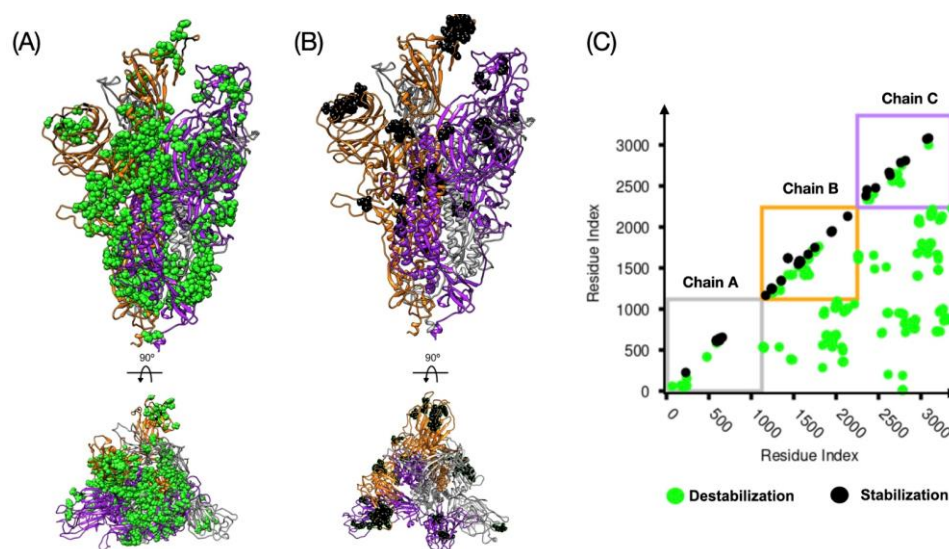 (A)
(B)
(C)
90°
90°
Chain C
Chain B
Chain A
3000
2500
2000
1500
1000
500
0
Residue Index
0
500
1000
1500
2000
2500
3000
Residue Index
Destabilization
Stabilization